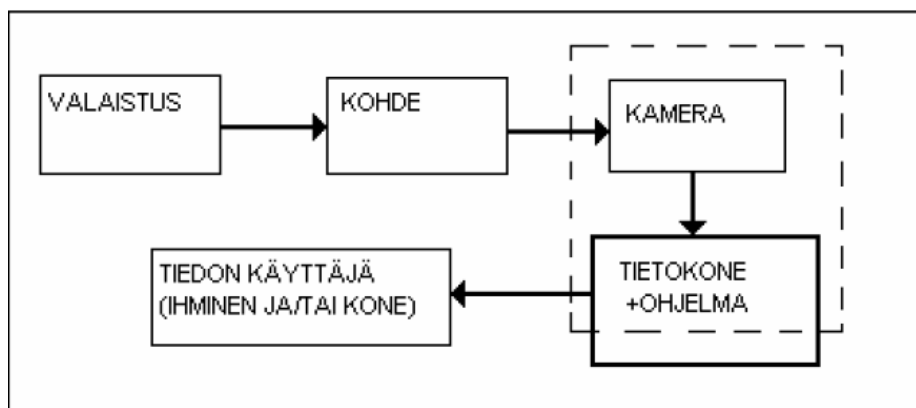 VALAISTUS
KOHDE
KAMERA
TIETOKONE
+OHJELMA
TIEDON KÄYTTÄJÄ
(IHMINEN JA/TAI KONE)